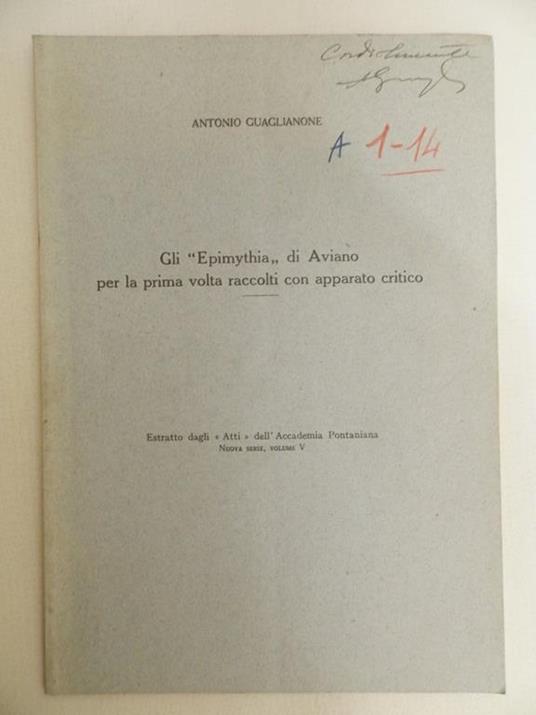 Cordialmente
ANTONIO GUAGLIANONE
A 1-14
Gli "Epimythia„ di Aviano
per la prima volta raccolti con apparato critico
Estratto dagli « Atti » dell'Accademia Pontaniana
NUOVA SERIE, VOLUME V